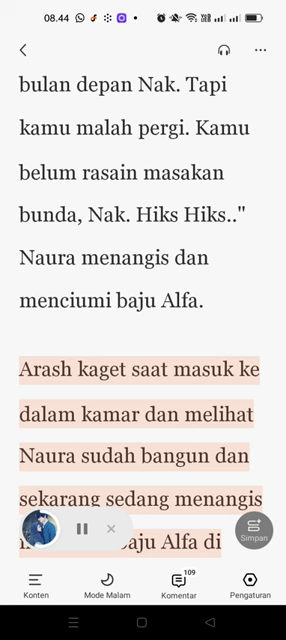 08.44
bulan depan Nak. Tapi
kamu malah pergi. Kamu
belum rasain masakan
bunda, Nak. Hiks Hiks.."
Naura menangis dan
menciumi baju Alfa.
Arash kaget saat masuk ke
dalam kamar dan melihat
Naura sudah bangun dan
sekarang sedang menangis
baju Alfa di
Simpan
109
Konten
Mode Malam
Komentar
Pengaturan